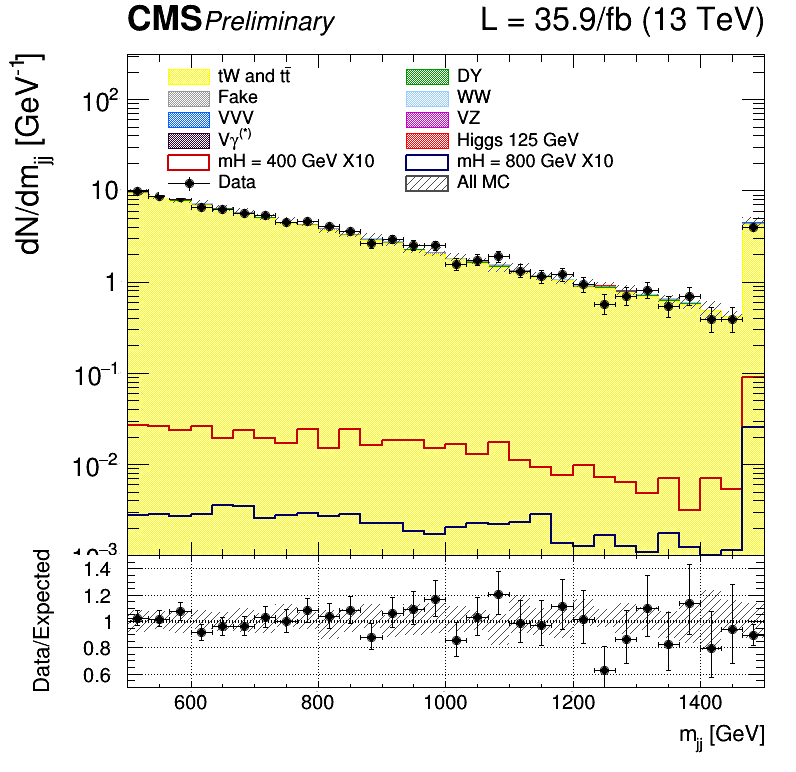 CMS Preliminary L = 35.9/fb (13 TeV)
dN/dm_jj [GeV⁻¹]
tW and tt̄ DY
Fake WW
VVV VZ
Vγ(*) Higgs 125 GeV
mH = 400 GeV X10 mH = 800 GeV X10
Data All MC
10²
10
1
10⁻¹
10⁻²
10⁻³
Data/Expected
1.4
1.2
1
0.8
0.6
600 800 1000 1200 1400
m_jj [GeV]